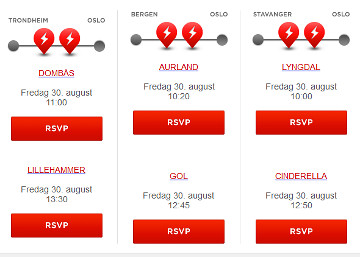 TRONDHEIM OSLO
DOMBÅS
Fredag 30. august
11:00
RSVP
LILLEHAMMER
Fredag 30. august
13:30
RSVP
BERGEN OSLO
AURLAND
Fredag 30. august
10:20
RSVP
GOL
Fredag 30. august
12:45
RSVP
STAVANGER OSLO
LYNGDAL
Fredag 30. august
10:00
RSVP
CINDERELLA
Fredag 30. august
12:50
RSVP